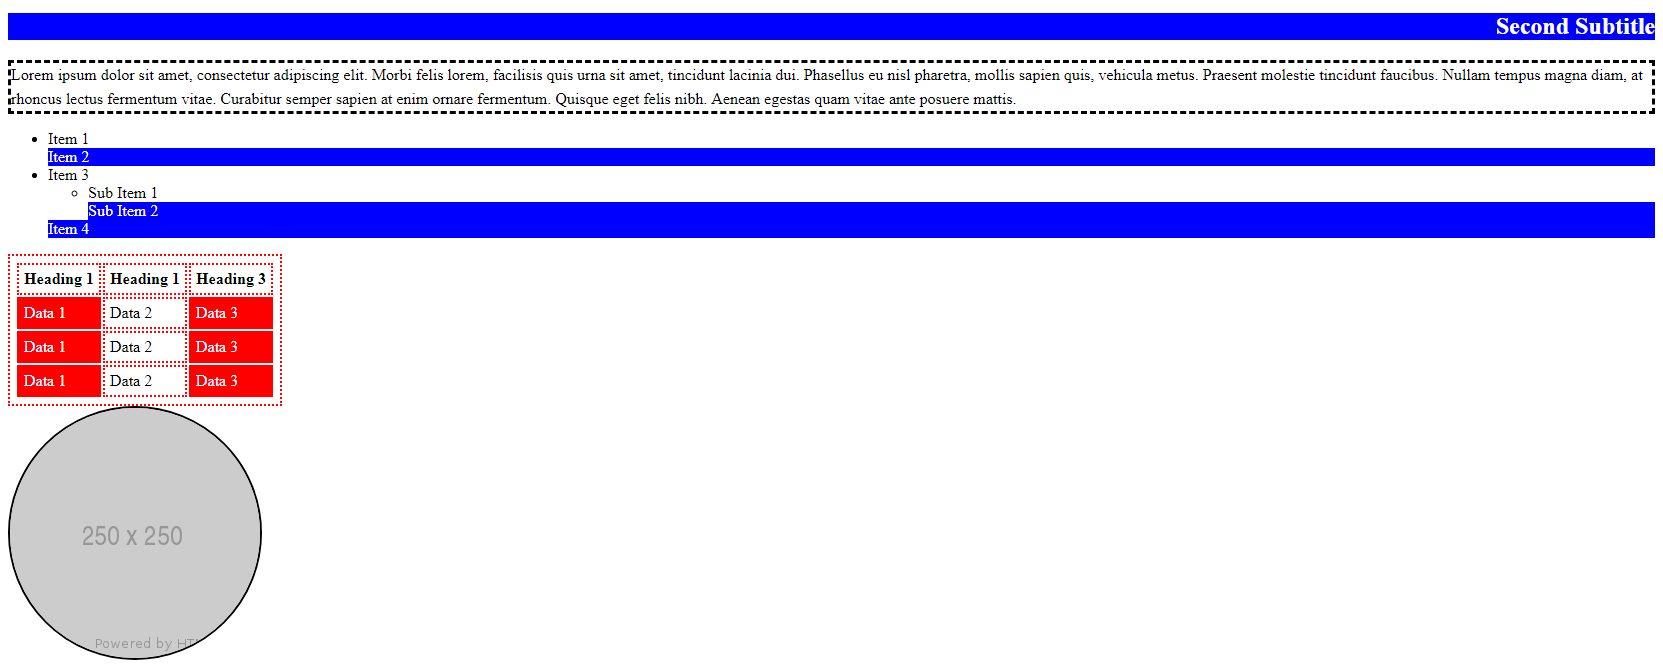 Second Subtitle
Lorem ipsum dolor sit amet, consectetur adipiscing elit. Morbi felis lorem, facilisis quis urna sit amet, tincidunt lacinia dui. Phasellus eu nisl pharetra, mollis sapien quis, vehicula metus. Praesent molestie tincidunt faucibus. Nullam tempus magna diam, at
rhoncus lectus fermentum vitae. Curabitur semper sapien at enim ornare fermentum. Quisque eget felis nibh. Aenean egestas quam vitae ante posuere mattis.
Item 1
Item 2
Item 3
Sub Item 1
Sub Item 2
Item 4
Heading 1 Heading 1 Heading 3
Data 1 Data 2 Data 3
Data 1 Data 2 Data 3
Data 1 Data 2 Data 3
250 x 250
Powered by